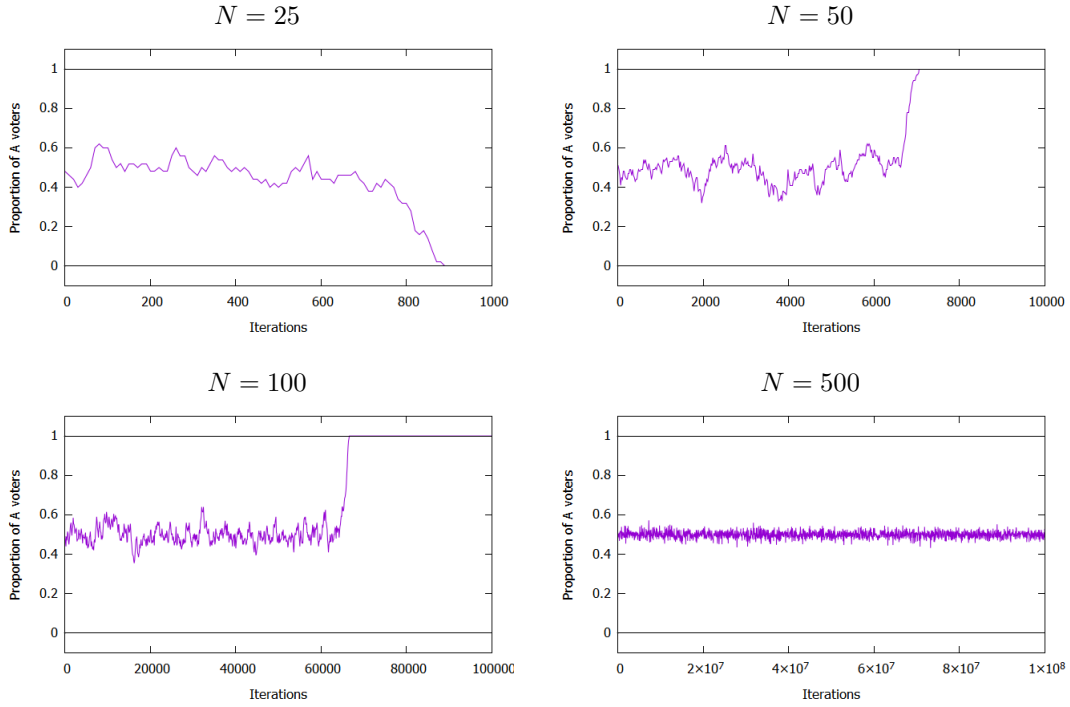 N = 25
Proportion of A voters
1
0.8
0.6
0.4
0.2
0
0 200 400 600 800 1000
Iterations
N = 50
Proportion of A voters
1
0.8
0.6
0.4
0.2
0
0 2000 4000 6000 8000 10000
Iterations
N = 100
Proportion of A voters
1
0.8
0.6
0.4
0.2
0
0 20000 40000 60000 80000 100000
Iterations
N = 500
Proportion of A voters
1
0.8
0.6
0.4
0.2
0
0 2×10⁷ 4×10⁷ 6×10⁷ 8×10⁷ 1×10⁸
Iterations